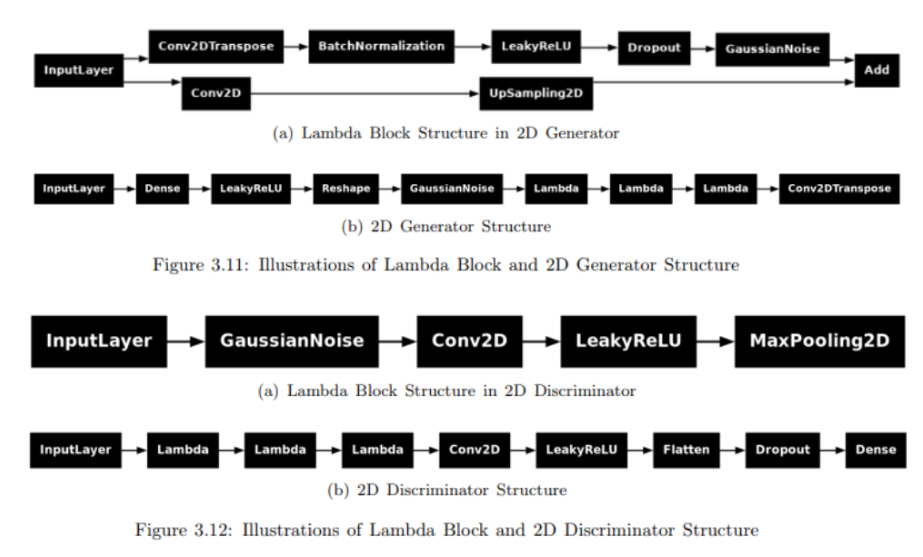 InputLayer Conv2DTranspose BatchNormalization LeakyReLU Dropout GaussianNoise Add
Conv2D UpSampling2D
(a) Lambda Block Structure in 2D Generator
InputLayer Dense LeakyReLU Reshape GaussianNoise Lambda Lambda Lambda Conv2DTranspose
(b) 2D Generator Structure
Figure 3.11: Illustrations of Lambda Block and 2D Generator Structure
InputLayer GaussianNoise Conv2D LeakyReLU MaxPooling2D
(a) Lambda Block Structure in 2D Discriminator
InputLayer Lambda Lambda Lambda Conv2D LeakyReLU Flatten Dropout Dense
(b) 2D Discriminator Structure
Figure 3.12: Illustrations of Lambda Block and 2D Discriminator Structure